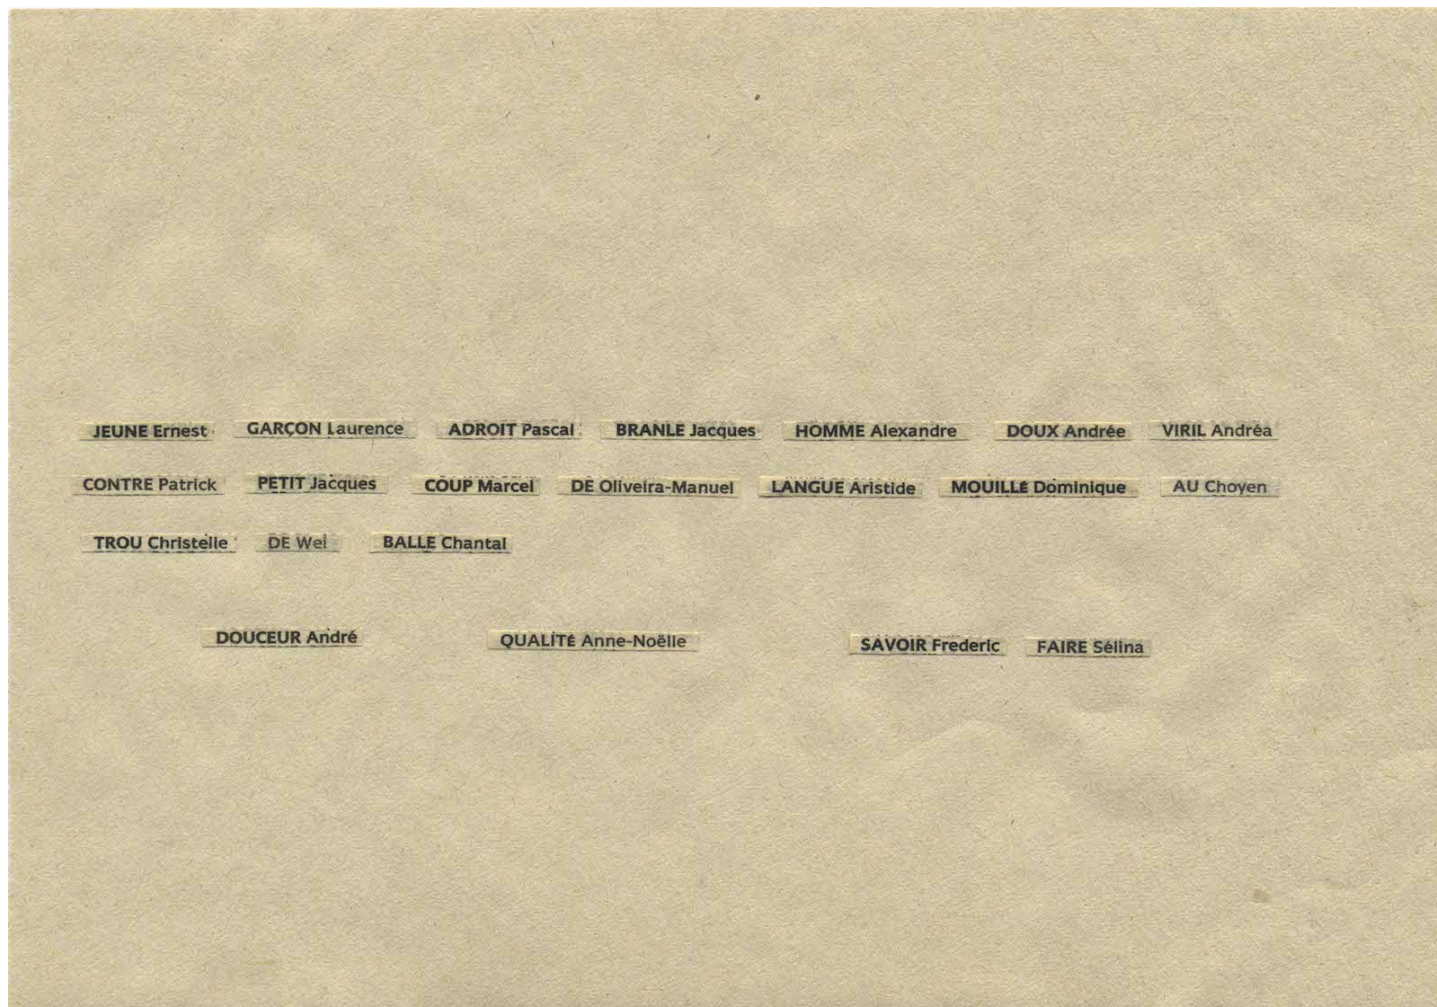 JEUNE Ernest GARÇON Laurence ADROIT Pascal BRANLE Jacques HOMME Alexandre DOUX Andrée VIRIL Andréa
CONTRE Patrick PETIT Jacques COUP Marcel DE Oliveira-Manuel LANGUE Aristide MOUILLÉ Dominique AU Choyen
TROU Christelle DE Wei BALLE Chantal
DOUCEUR André QUALITÉ Anne-Noëlle SAVOIR Frederic FAIRE Sélina